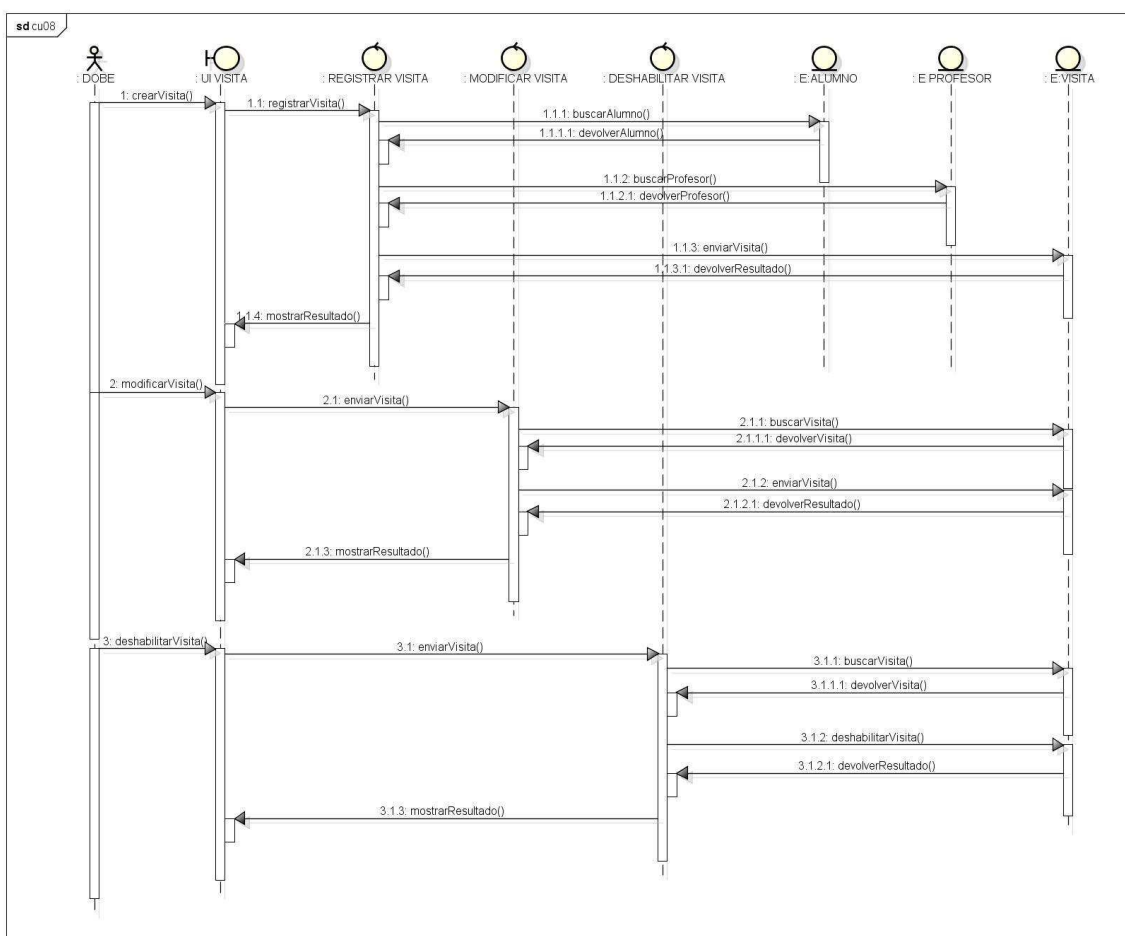 sd cu08
: DOBE
: UI VISITA
: REGISTRAR VISITA
: MODIFICAR VISITA
: DESHABILITAR VISITA
: E:ALUMNO
: E PROFESOR
: E:VISITA
1: crearVisita()
1.1: registrarVisita()
1.1.1: buscarAlumno()
1.1.1.1: devolverAlumno()
1.1.2: buscarProfesor()
1.1.2.1: devolverProfesor()
1.1.3: enviarVisita()
1.1.3.1: devolverResultado()
1.1.4: mostrarResultado()
2: modificarVisita()
2.1: enviarVisita()
2.1.1: buscarVisita()
2.1.1.1: devolverVisita()
2.1.2: enviarVisita()
2.1.2.1: devolverResultado()
2.1.3: mostrarResultado()
3: deshabilitarVisita()
3.1: enviarVisita()
3.1.1: buscarVisita()
3.1.1.1: devolverVisita()
3.1.2: deshabilitarVisita()
3.1.2.1: devolverResultado()
3.1.3: mostrarResultado()